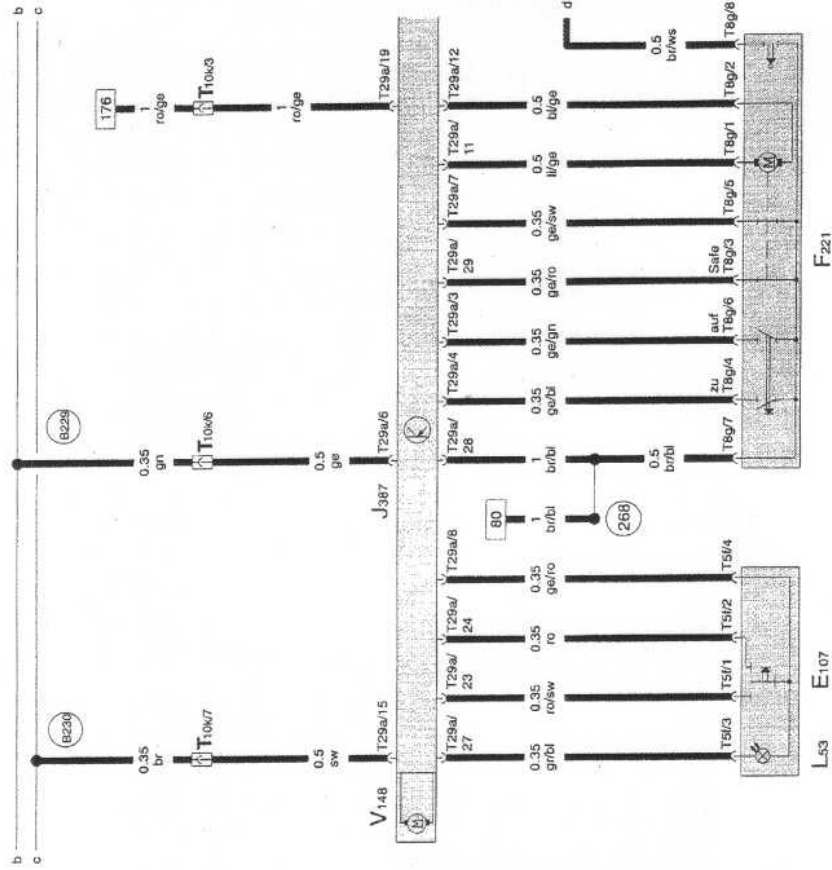 b
c
b
c
d
B230
B229
176
0.35
br
T10k/7
0.5
sw
T29a/15
0.35
gn
T10k/6
0.5
ge
T29a/6
1
ro/ge
T10k/3
1
ro/ge
T29a/19
V148
M
J387
K
T29a/
27
T29a/
23
T29a/
24
T29a/8
T29a/
28
T29a/4
T29a/3
T29a/
29
T29a/7
T29a/
11
T29a/12
0.35
gr/bl
0.35
ro/sw
0.35
ro
0.35
ge/ro
80
1
br/bl
268
1
br/bl
0.5
br/bl
0.35
ge/bl
0.35
ge/gn
0.35
ge/ro
0.35
ge/sw
0.5
li/ge
0.5
bl/ge
0.5
br/ws
T5f/3
T5f/1
T5f/2
T5f/4
T8g/7
zu
T8g/4
auf
T8g/6
Safe
T8g/3
T8g/5
T8g/1
T8g/2
T8g/8
M
L53
E107
F221